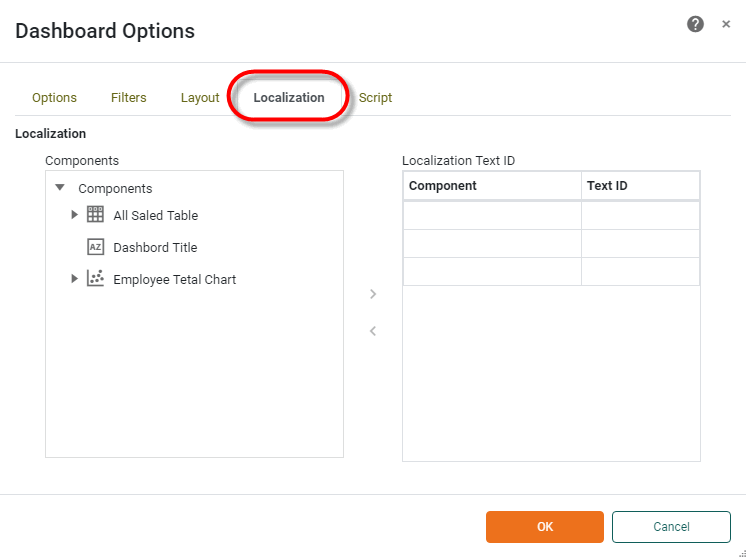 Dashboard Options
Options Filters Layout Localization Script
Localization
Components Localization Text ID
Components Component Text ID
All Saled Table
AZ Dashbord Title
Employee Tetal Chart
OK Cancel